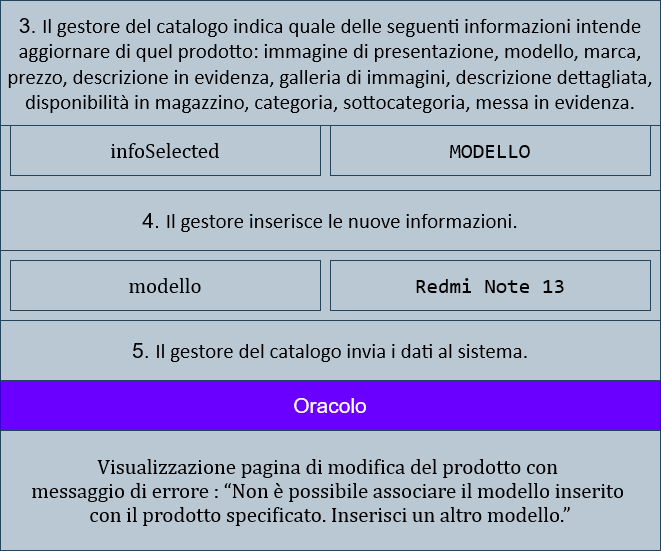 3. Il gestore del catalogo indica quale delle seguenti informazioni intende
aggiornare di quel prodotto: immagine di presentazione, modello, marca,
prezzo, descrizione in evidenza, galleria di immagini, descrizione dettagliata,
disponibilità in magazzino, categoria, sottocategoria, messa in evidenza.
infoSelected MODELLO
4. Il gestore inserisce le nuove informazioni.
modello Redmi Note 13
5. Il gestore del catalogo invia i dati al sistema.
Oracolo
Visualizzazione pagina di modifica del prodotto con
messaggio di errore : “Non è possibile associare il modello inserito
con il prodotto specificato. Inserisci un altro modello.”